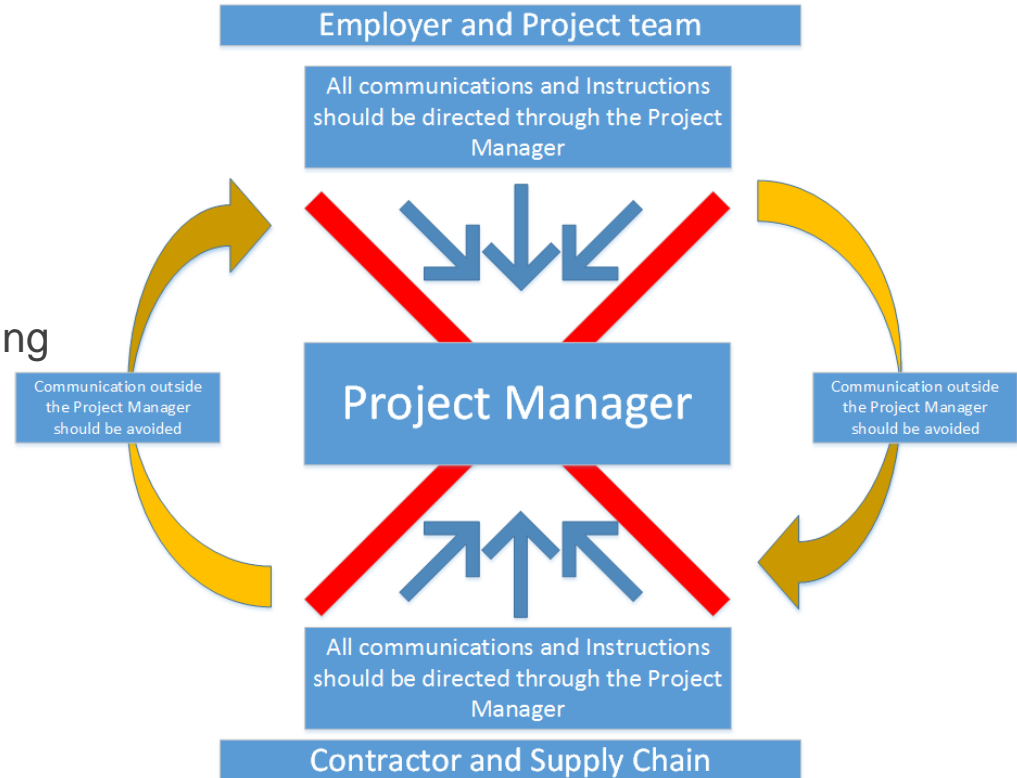 Employer and Project team
All communications and Instructions
should be directed through the Project
Manager
ng
Communication outside
the Project Manager
should be avoided
Project Manager
Communication outside
the Project Manager
should be avoided
All communications and Instructions
should be directed through the Project
Manager
Contractor and Supply Chain